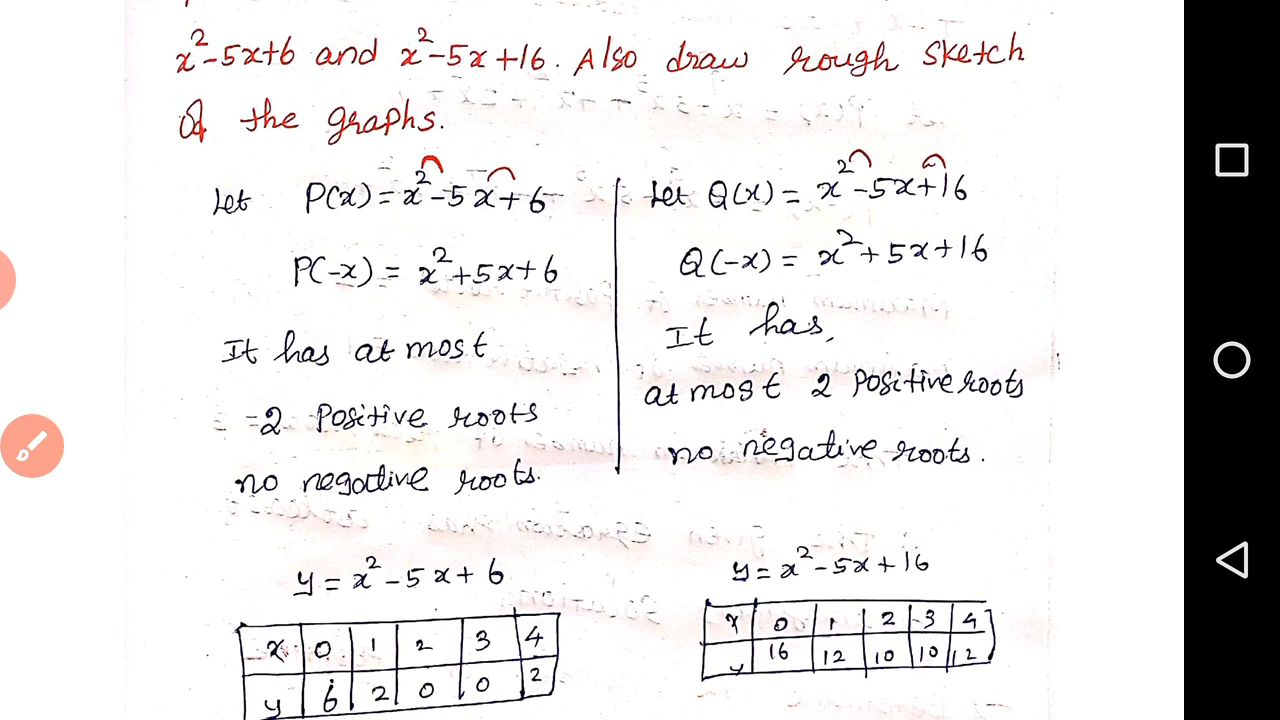 x²-5x+6 and x²-5x+16. Also draw rough sketch
of the graphs.
Let P(x)=x²-5x+6
P(-x)= x²+5x+6
It has at most
2 Positive roots
no negative roots.
Let Q(x)= x²-5x+16
Q(-x)= x²+5x+16
It has,
at most 2 Positive roots
no negative roots.
y=x²-5x+6
x 0 1 2 3 4
y 6 2 0 0 2
y=x²-5x+16
x 0 1 2 3 4
y 16 12 10 10 12